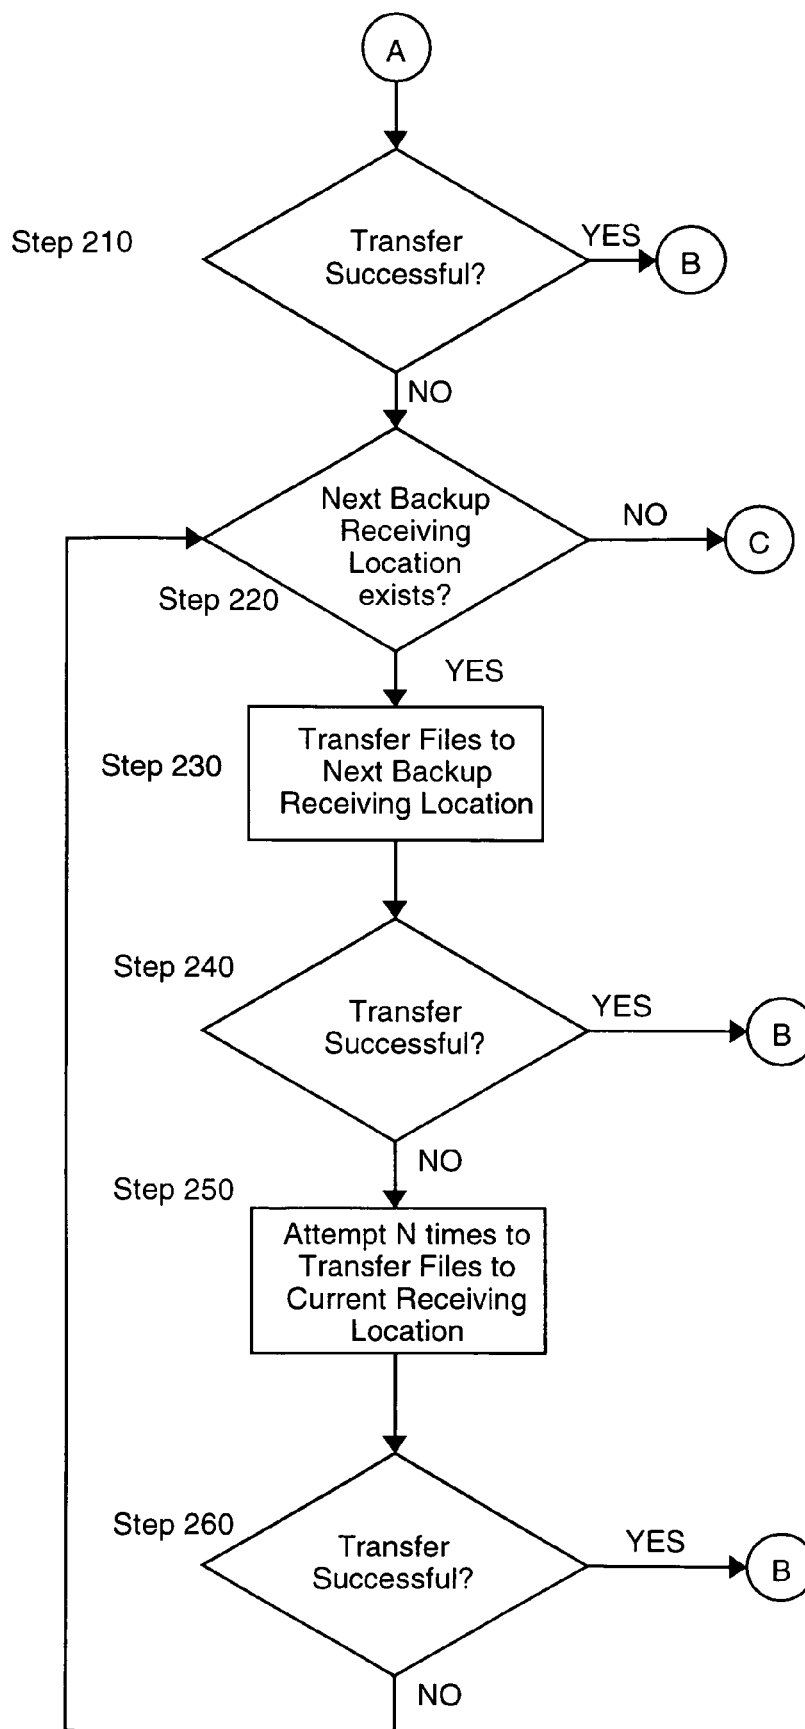 A
Step 210
Transfer
Successful?
YES
B
NO
Next Backup
Receiving
Location
exists?
NO
C
Step 220
YES
Step 230
Transfer Files to
Next Backup
Receiving Location
Step 240
Transfer
Successful?
YES
B
NO
Step 250
Attempt N times to
Transfer Files to
Current Receiving
Location
Step 260
Transfer
Successful?
YES
B
NO